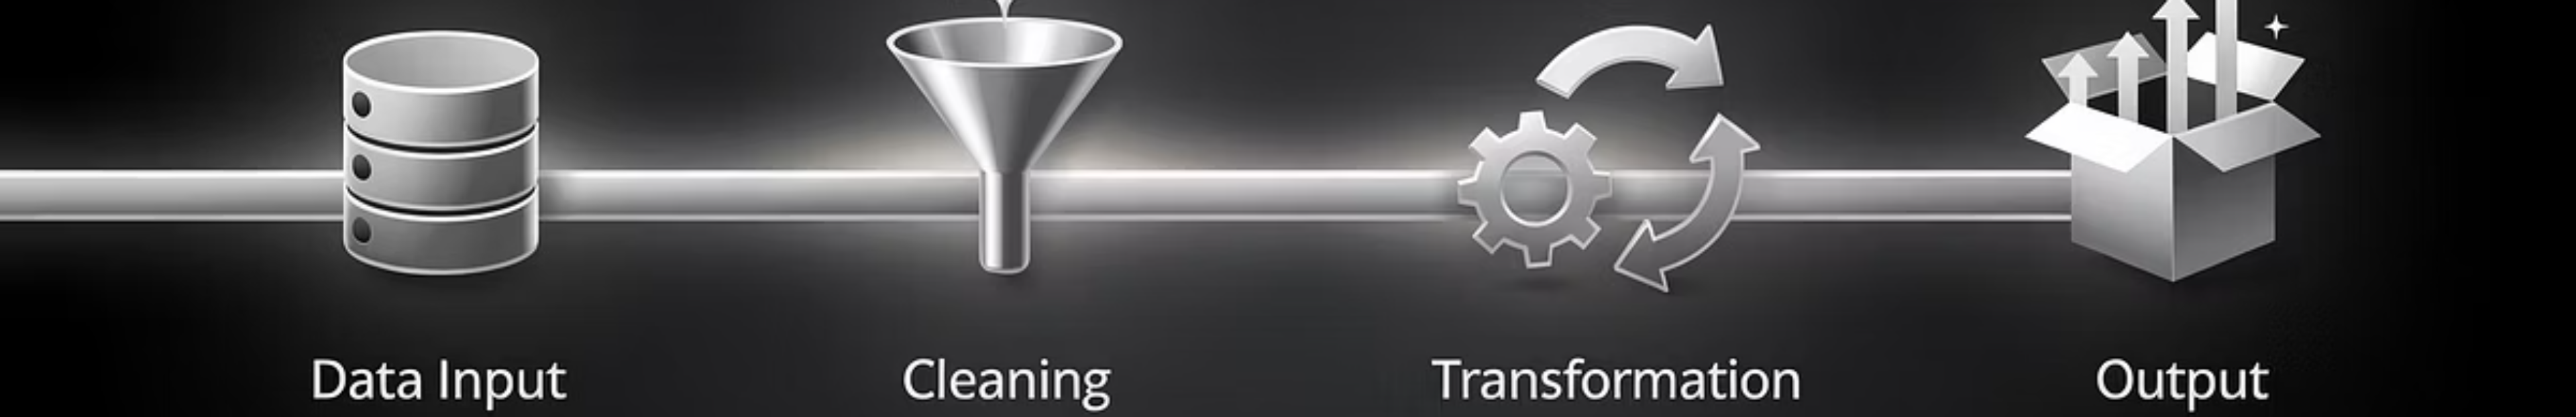 Data Input
Cleaning
Transformation
Output